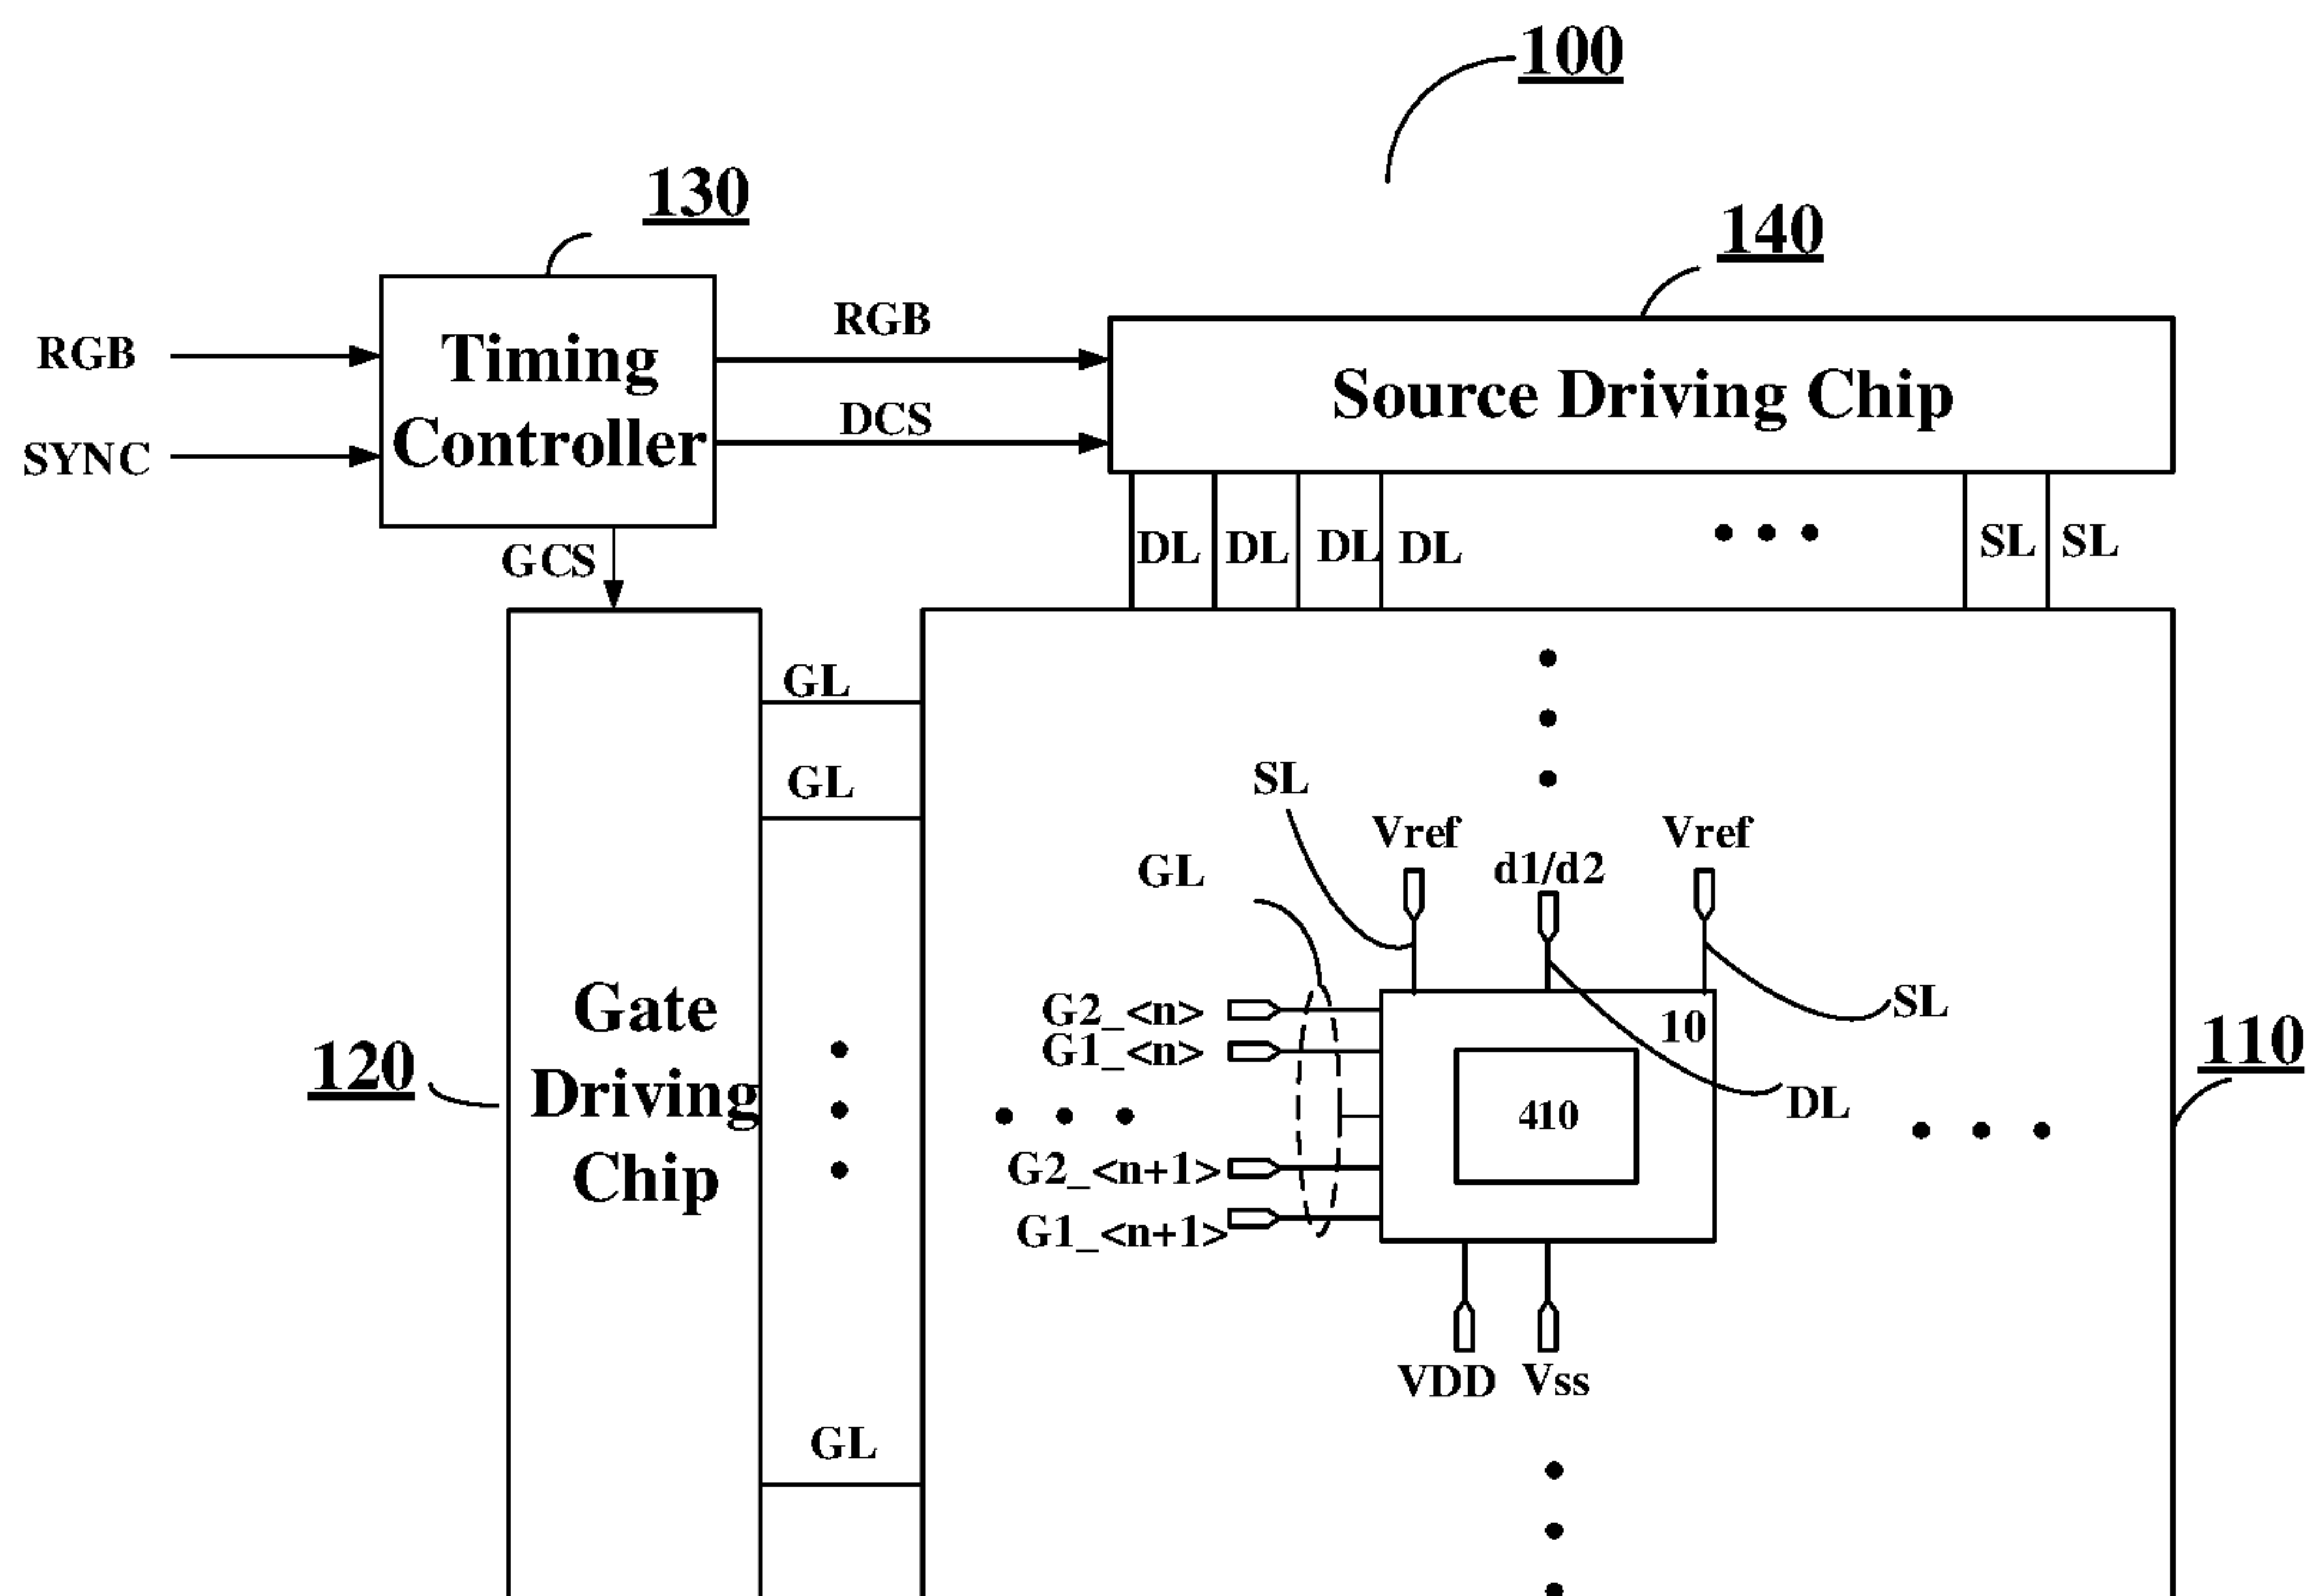 100
130
140
RGB
Timing
Controller
SYNC
RGB
DCS
Source Driving Chip
GCS
DL DL DL DL SL SL
GL
GL
SL
Vref
d1/d2
Vref
GL
G2_<n>
G1_<n>
10
SL
Gate
Driving
Chip
120
110
410
DL
G2_<n+1>
G1_<n+1>
VDD Vss
GL